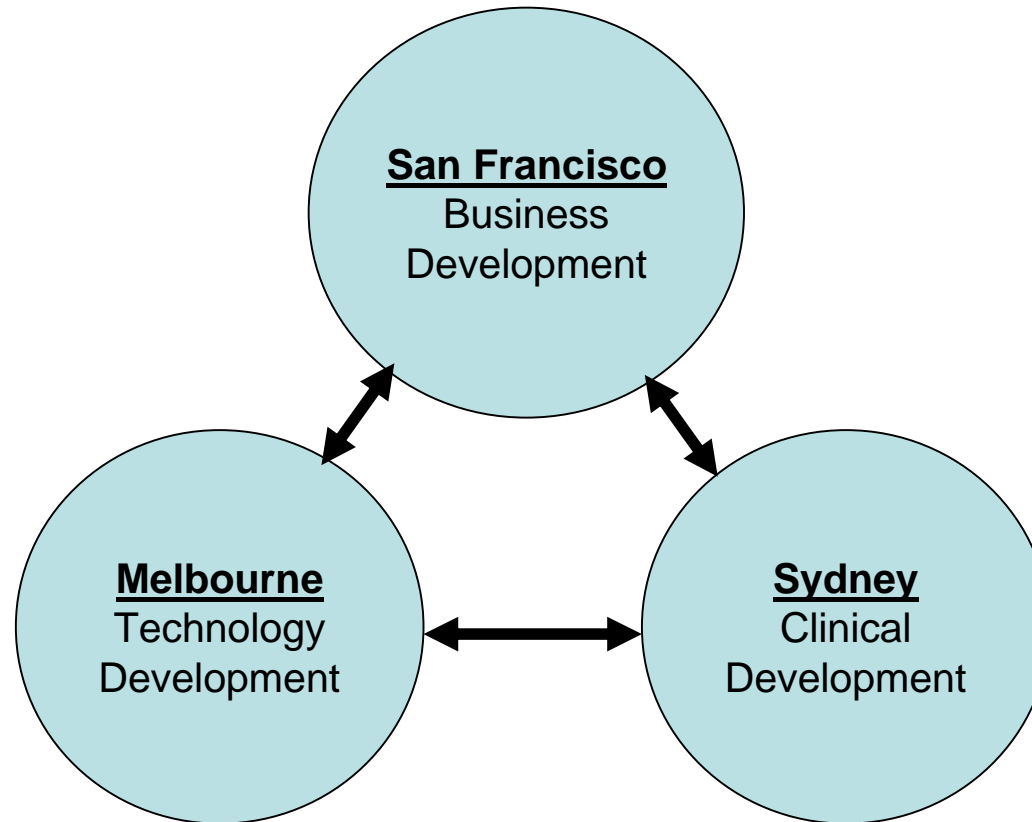 San Francisco
Business
Development
Melbourne
Technology
Development
Sydney
Clinical
Development